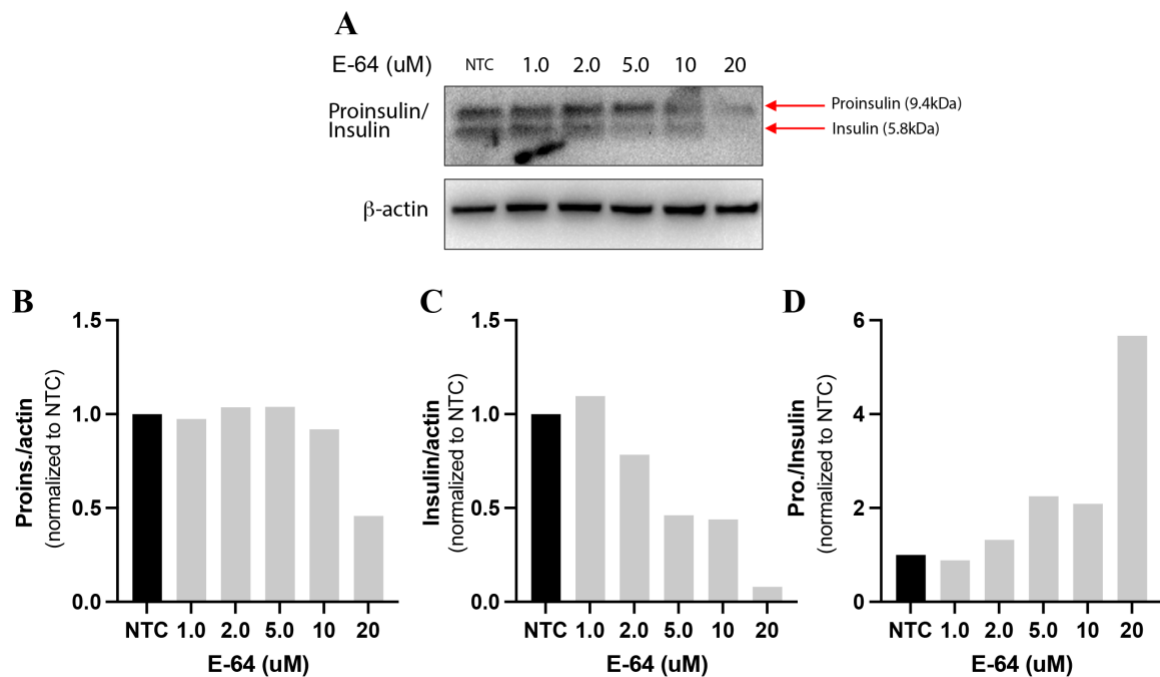 A
E-64 (uM) NTC 1.0 2.0 5.0 10 20
Proinsulin/
Insulin
Proinsulin (9.4kDa)
Insulin (5.8kDa)
β-actin
B
Proins./actin
(normalized to NTC)
1.5
1.0
0.5
0.0
NTC 1.0 2.0 5.0 10 20
E-64 (uM)
C
Insulin/actin
(normalized to NTC)
1.5
1.0
0.5
0.0
NTC 1.0 2.0 5.0 10 20
E-64 (uM)
D
Pro./Insulin
(normalized to NTC)
6
4
2
0
NTC 1.0 2.0 5.0 10 20
E-64 (uM)